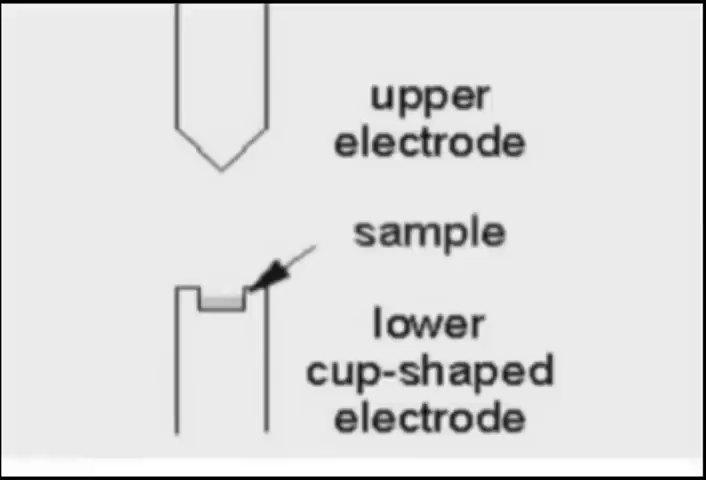 upper
electrode
sample
lower
cup-shaped
electrode